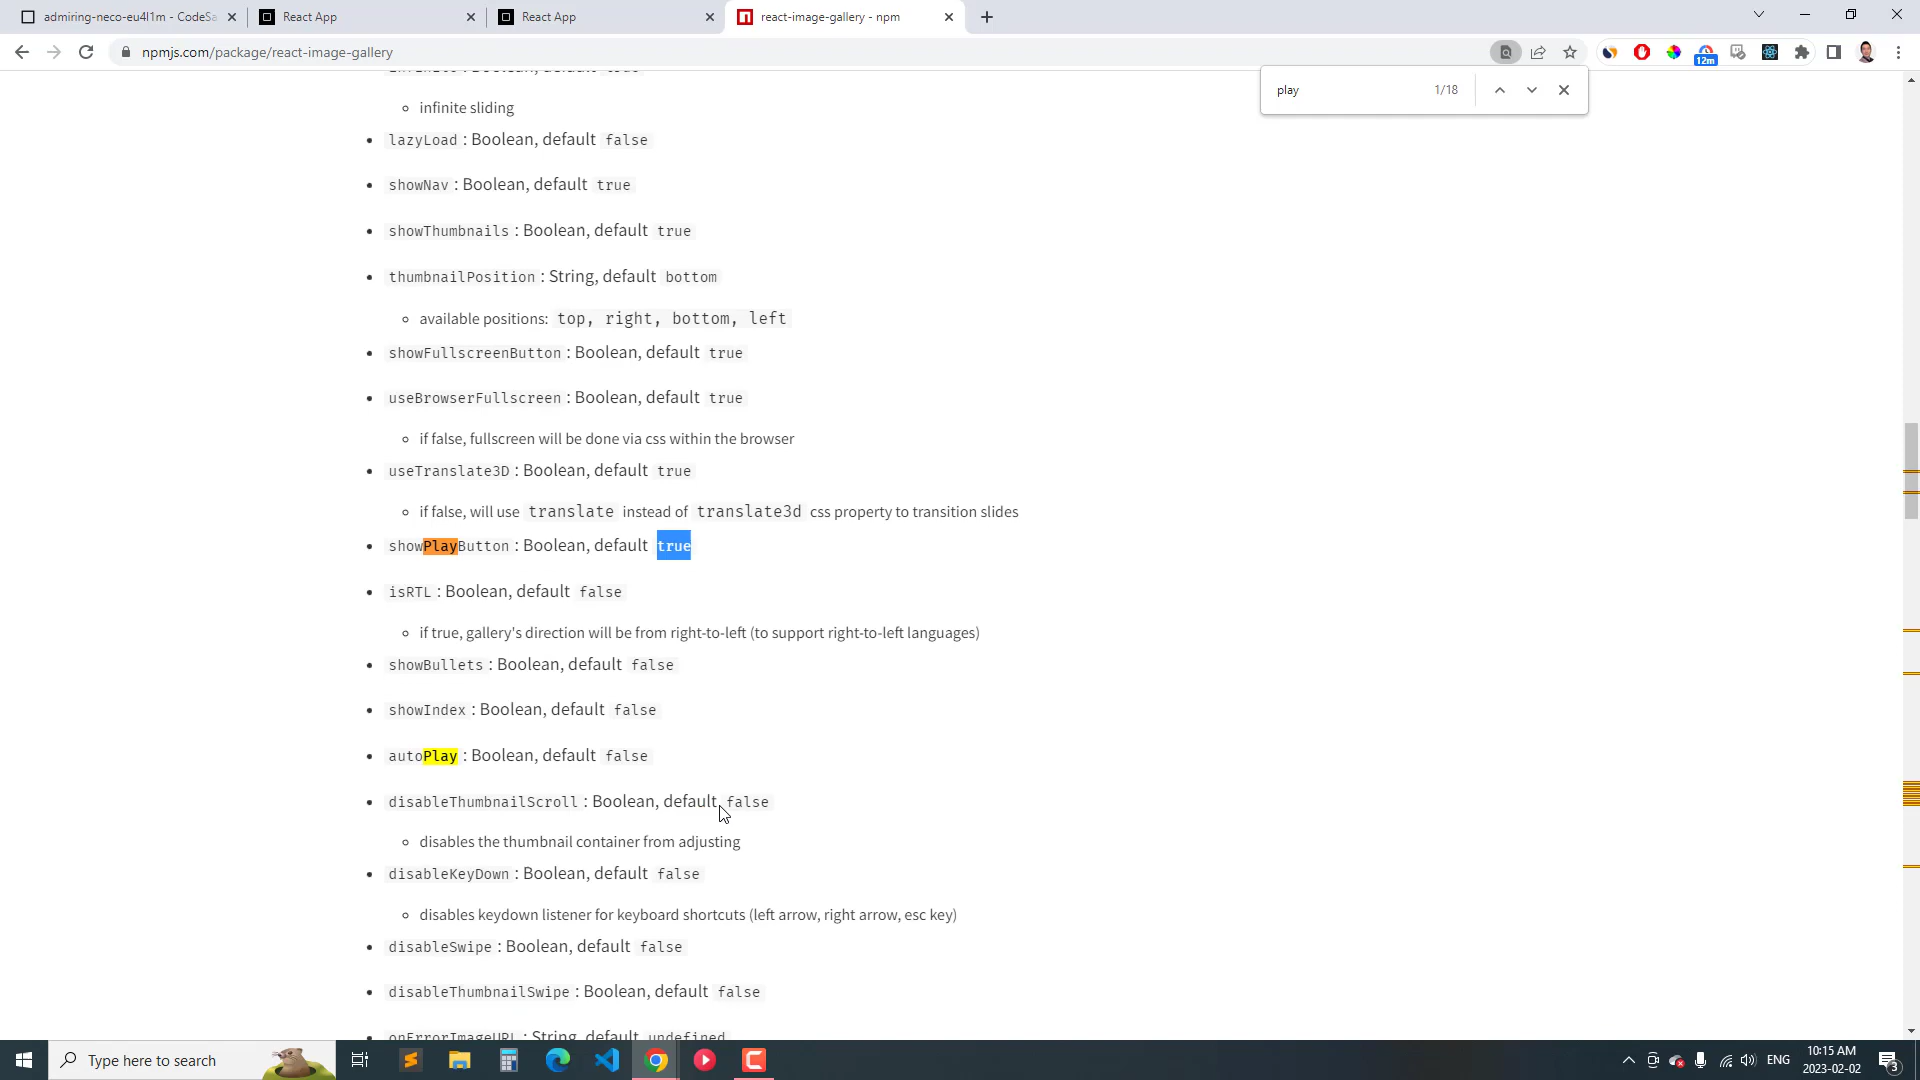 admiring-neco-eu4l1m - CodeSa
React App
React App
react-image-gallery - npm
npmjs.com/package/react-image-gallery
12m
play
1/18
infinite sliding
lazyLoad : Boolean, default false
showNav : Boolean, default true
showThumbnails : Boolean, default true
thumbnailPosition : String, default bottom
available positions: top, right, bottom, left
showFullscreenButton : Boolean, default true
useBrowserFullscreen : Boolean, default true
if false, fullscreen will be done via css within the browser
useTranslate3D : Boolean, default true
if false, will use translate instead of translate3d css property to transition slides
showPlayButton : Boolean, default true
isRTL : Boolean, default false
if true, gallery's direction will be from right-to-left (to support right-to-left languages)
showBullets : Boolean, default false
showIndex : Boolean, default false
autoPlay : Boolean, default false
disableThumbnailScroll : Boolean, default false
disables the thumbnail container from adjusting
disableKeyDown : Boolean, default false
disables keydown listener for keyboard shortcuts (left arrow, right arrow, esc key)
disableSwipe : Boolean, default false
disableThumbnailSwipe : Boolean, default false
onErrorImageURL : String, default undefined
Type here to search
ENG
10:15 AM
2023-02-02
3